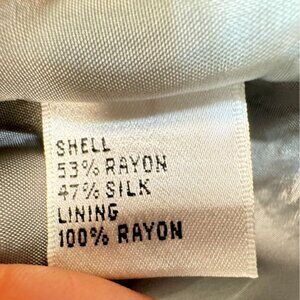 SHELL
53% RAYON
47% SILK
LINING
100% RAYON